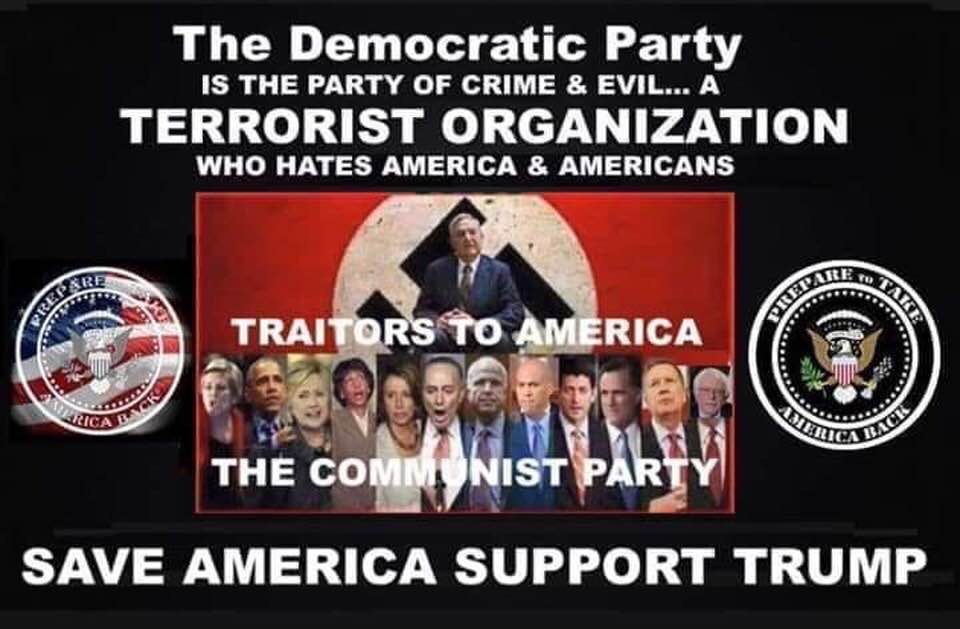 The Democratic Party
IS THE PARTY OF CRIME & EVIL... A
TERRORIST ORGANIZATION
WHO HATES AMERICA & AMERICANS
PREPARE TAKE
AMERICA BACK
TRAITORS TO AMERICA
THE COMMUNIST PARTY
PREPARE TO TAKE
AMERICA BACK
SAVE AMERICA SUPPORT TRUMP